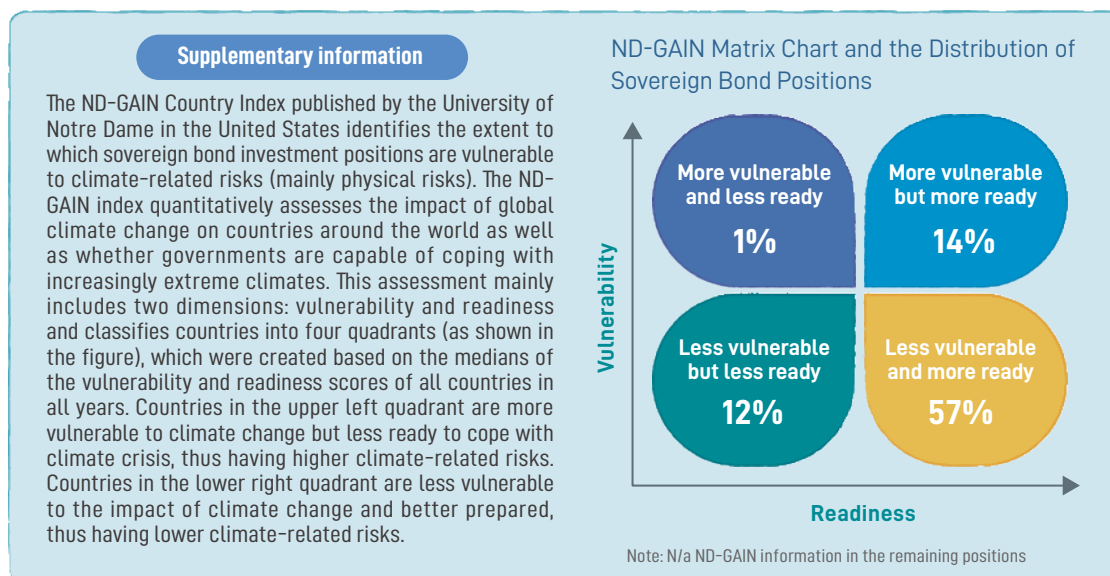 Supplementary information
The ND-GAIN Country Index published by the University of
Notre Dame in the United States identifies the extent to
which sovereign bond investment positions are vulnerable
to climate-related risks (mainly physical risks). The ND-
GAIN index quantitatively assesses the impact of global
climate change on countries around the world as well
as whether governments are capable of coping with
increasingly extreme climates. This assessment mainly
includes two dimensions: vulnerability and readiness
and classifies countries into four quadrants (as shown in
the figure), which were created based on the medians of
the vulnerability and readiness scores of all countries in
all years. Countries in the upper left quadrant are more
vulnerable to climate change but less ready to cope with
climate crisis, thus having higher climate-related risks.
Countries in the lower right quadrant are less vulnerable
to the impact of climate change and better prepared,
thus having lower climate-related risks.
ND-GAIN Matrix Chart and the Distribution of
Sovereign Bond Positions
Vulnerability
More vulnerable
and less ready
1%
More vulnerable
but more ready
14%
Less vulnerable
but less ready
12%
Less vulnerable
and more ready
57%
Readiness
Note: N/a ND-GAIN information in the remaining positions